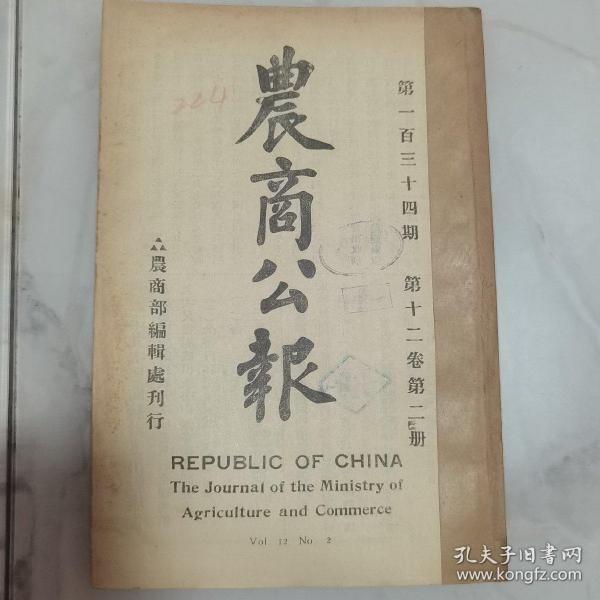 第一百三十四期 第十二卷第二册
農商公報
農商部編輯處刊行
224
REPUBLIC OF CHINA
The Journal of the Ministry of
Agriculture and Commerce
Vol 12 No 2
孔夫子旧书网
www.kongfz.com